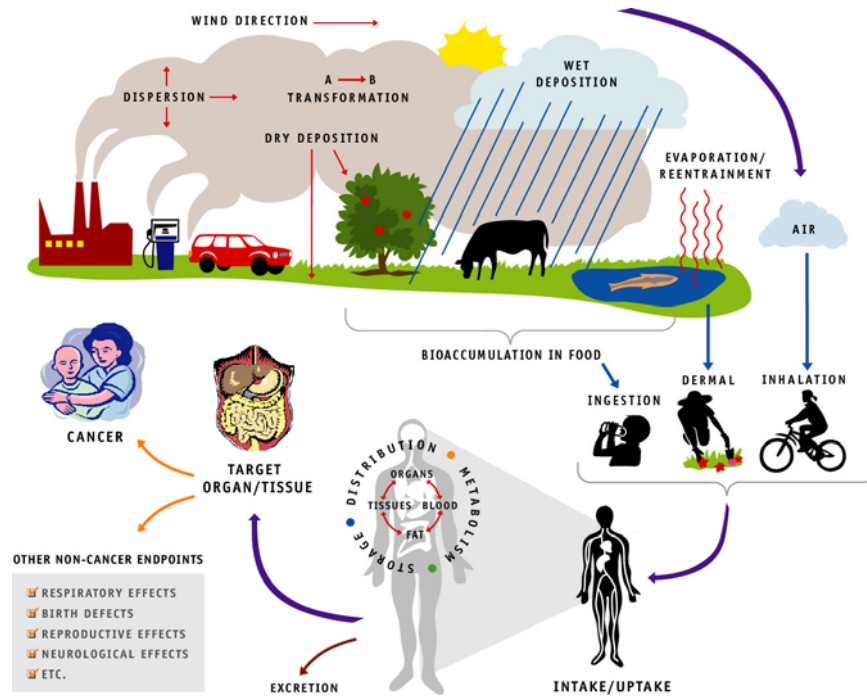 WIND DIRECTION
WET
DEPOSITION
A B
TRANSFORMATION
DISPERSION
DRY DEPOSITION
EVAPORATION/
REENTRAINMENT
AIR
BIOACCUMULATION IN FOOD
INGESTION
DERMAL
INHALATION
CANCER
TARGET
ORGAN/TISSUE
DISTRIBUTION
METABOLISM
STORAGE
ORGANS
TISSUES BLOOD
FAT
OTHER NON-CANCER ENDPOINTS
RESPIRATORY EFFECTS
BIRTH DEFECTS
REPRODUCTIVE EFFECTS
NEUROLOGICAL EFFECTS
ETC.
EXCRETION
INTAKE/UPTAKE